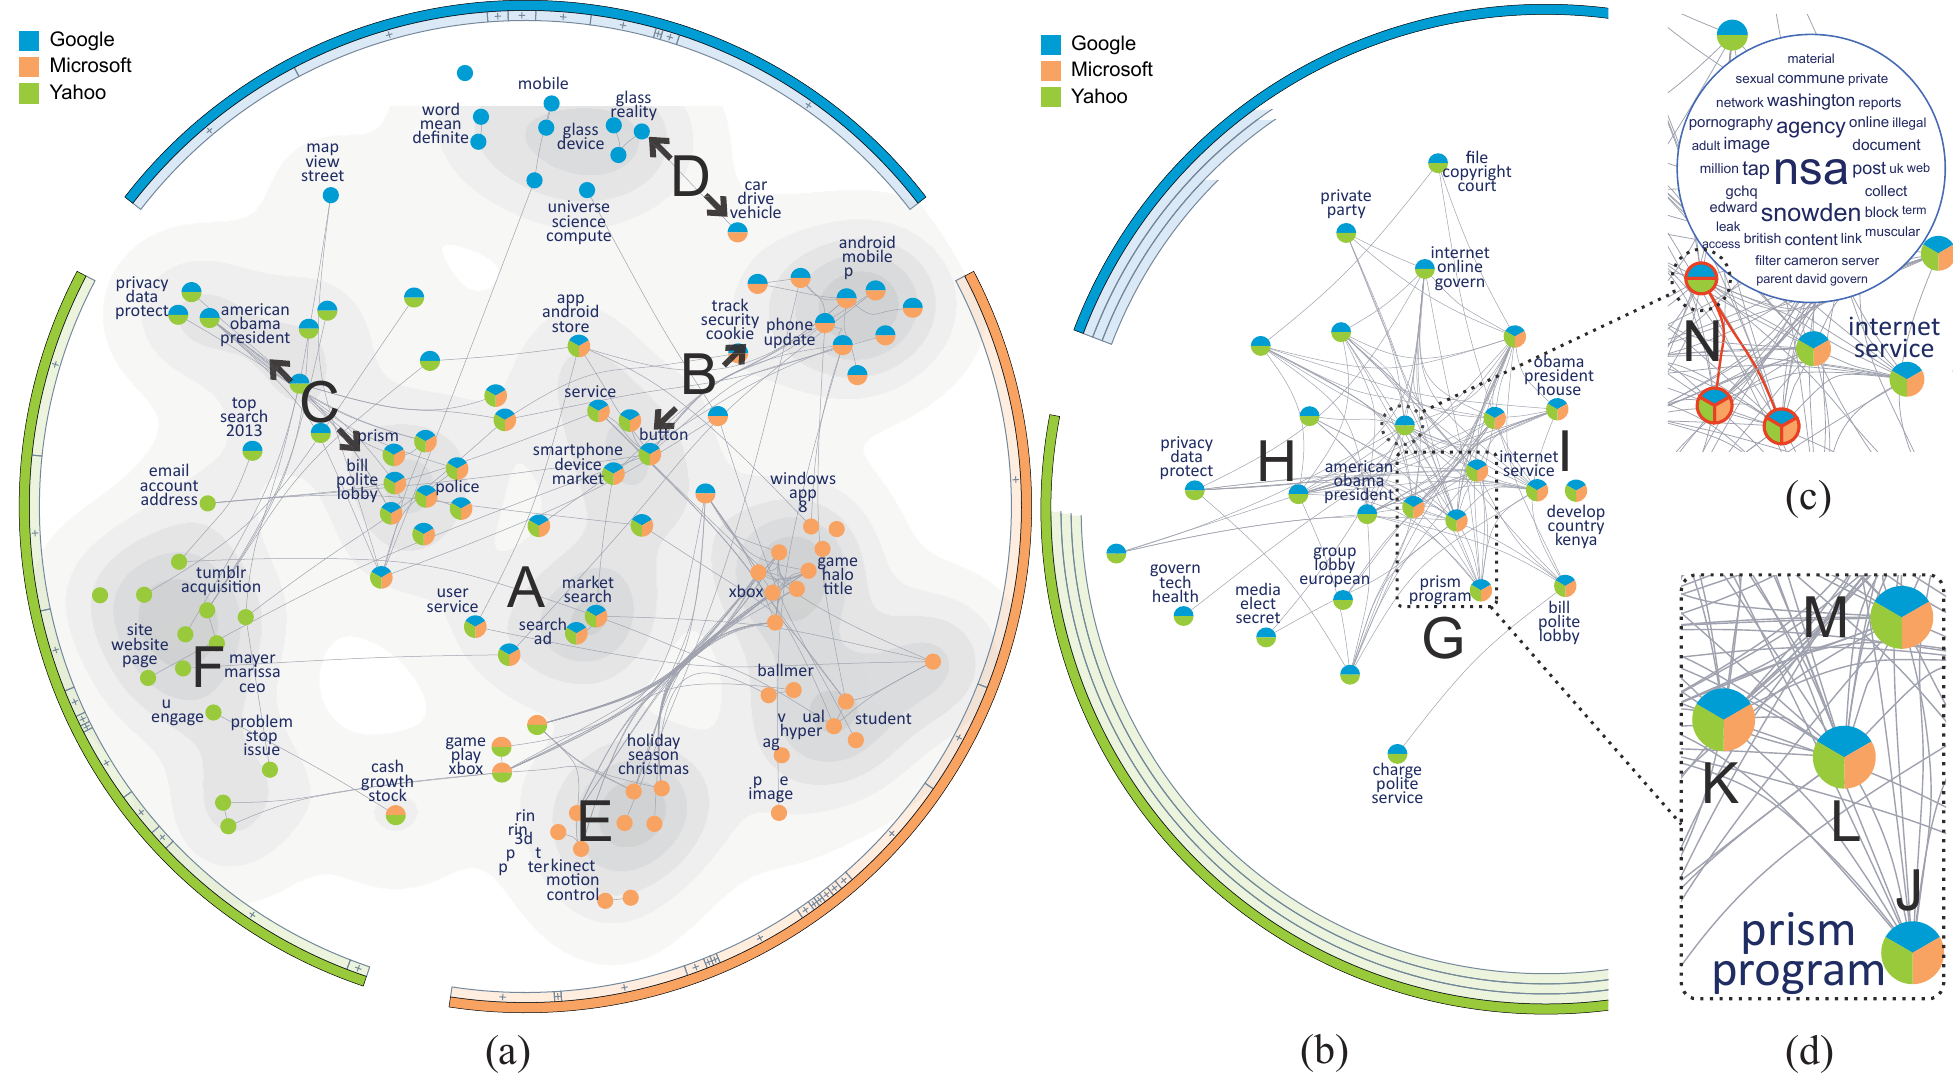 Google
Microsoft
Yahoo
mobile
word
mean
definite
glass
reality
glass
device
map
view
street
D
car
drive
vehicle
universe
science
compute
android
mobile
p
privacy
data
protect
american
obama
president
app
android
store
track
security
cookie
phone
update
B
C
top
search
2013
service
button
prism
bill
polite
lobby
police
smartphone
device
market
email
account
address
windows
app
8
tumblr
acquisition
A
user
service
market
search
search
ad
xbox
game
halo
title
site
website
page
F
mayer
marissa
ceo
u
engage
problem
stop
issue
ballmer
v ual
hyper
ag
student
game
play
xbox
holiday
season
christmas
cash
growth
stock
p e
image
E
rin
rin
3d
p t
p ter
kinect
motion
control
(a)
Google
Microsoft
Yahoo
file
copyright
court
private
party
internet
online
govern
obama
president
house
privacy
data
protect
H
american
obama
president
internet
service
I
develop
country
kenya
govern
tech
health
group
lobby
european
media
elect
secret
prism
program
G
bill
polite
lobby
charge
polite
service
(b)
material
sexual commune private
network washington reports
pornography agency online illegal
adult image document
million tap nsa post uk web
gchq collect
edward snowden block term
leak muscular
access british content link
filter cameron server
parent david govern
N
internet
service
(c)
M
K
L
J
prism
program
(d)